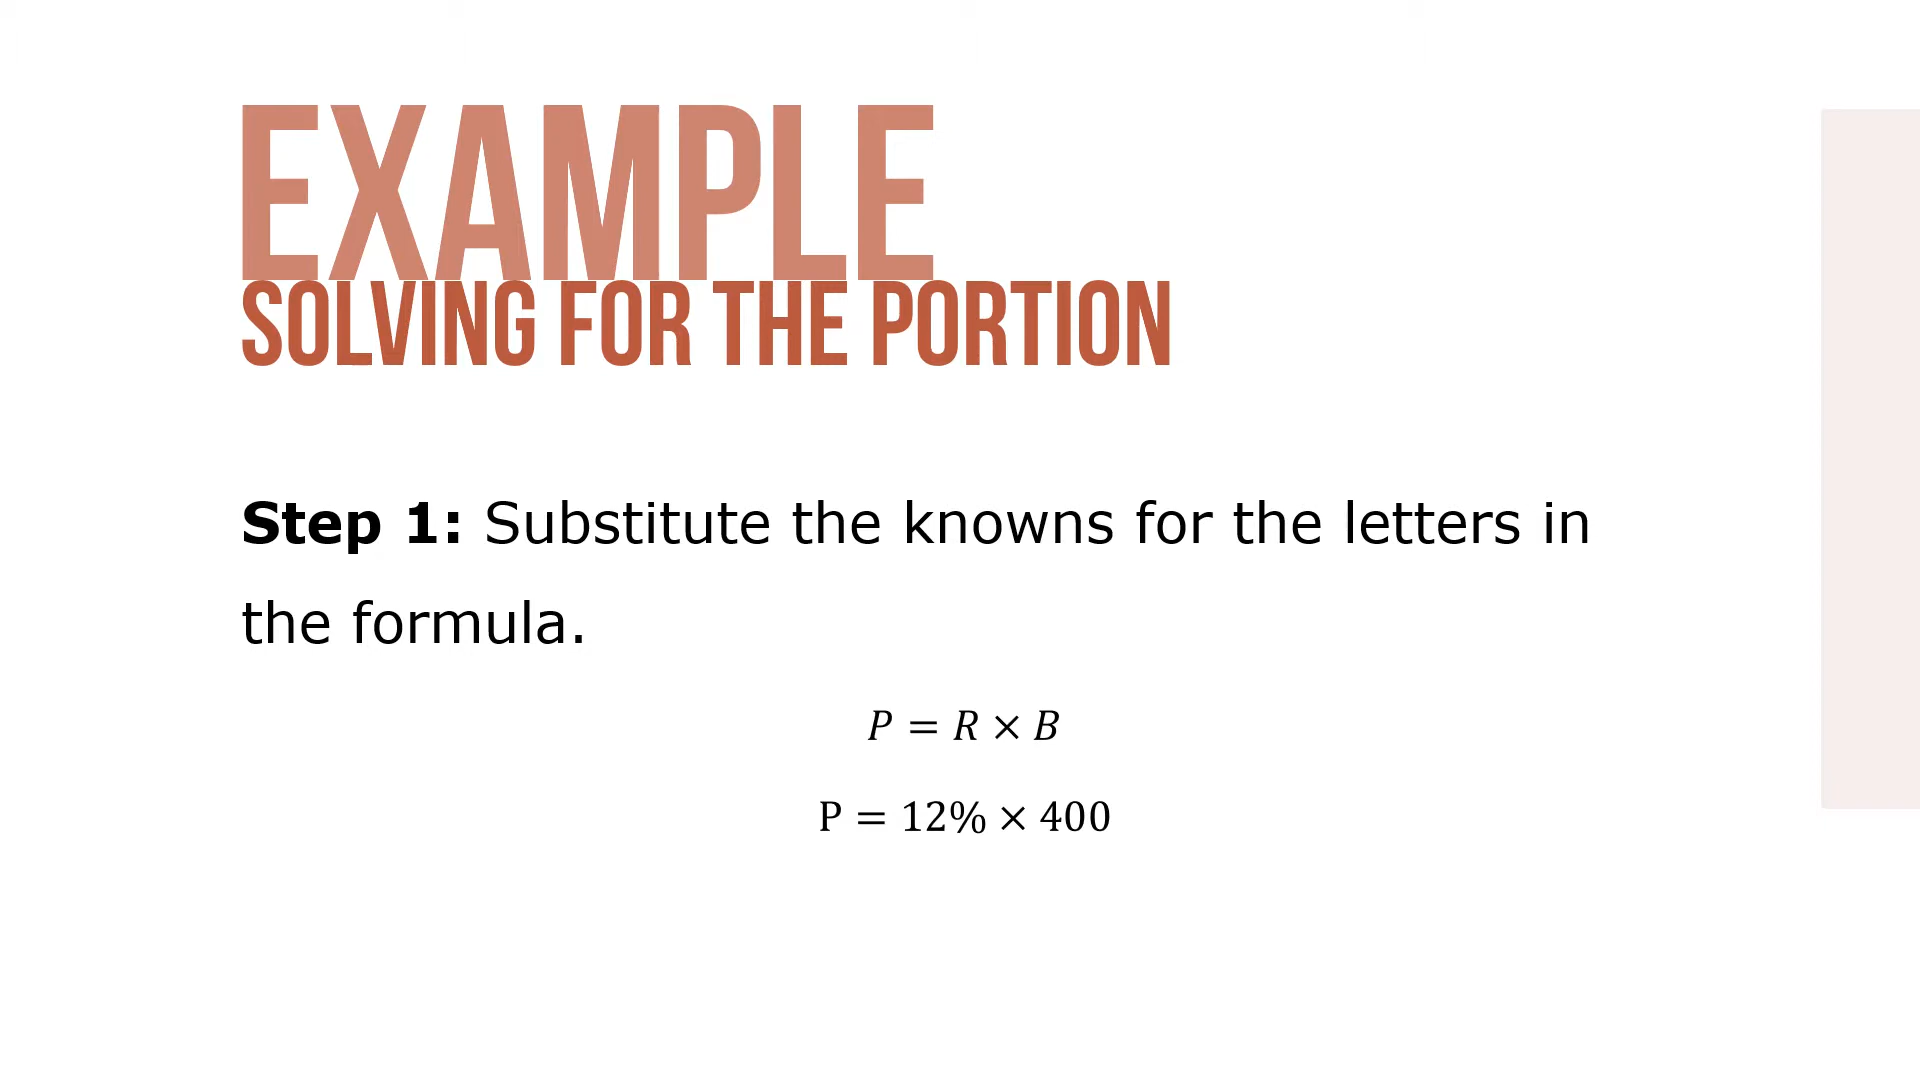 EXAMPLE
SOLVING FOR THE PORTION
Step 1: Substitute the knowns for the letters in
the formula.
P = R × B
P = 12% × 400